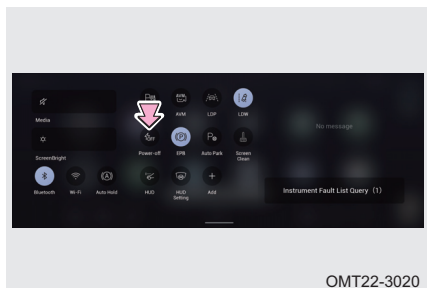 AVM
LDP
LDW
Media
No message
OFF
Power-off
EPB
Auto Park
Screen
Clean
ScreenBright
Bluetooth
Wi-Fi
Auto Hold
HUD
HUD
Setting
Add
Instrument Fault List Query (1)
OMT22-3020